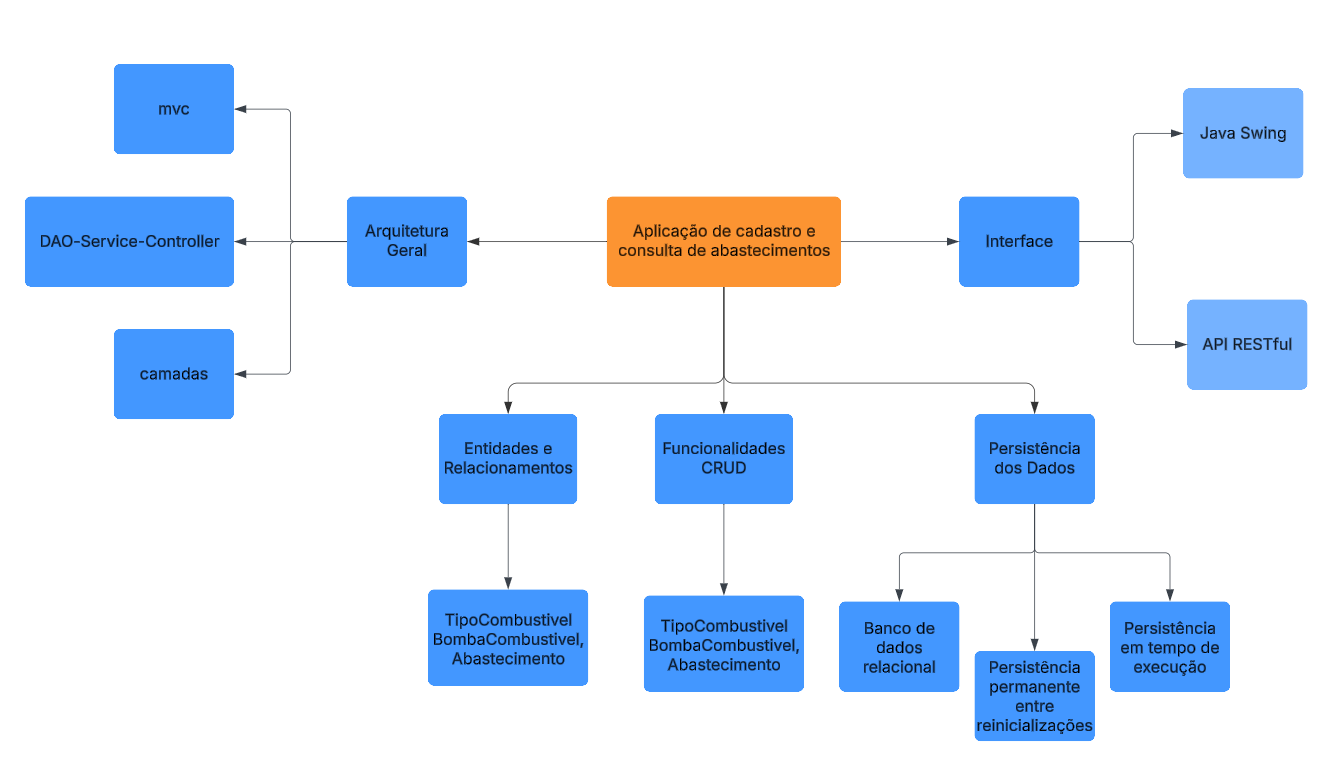 mvc
Java Swing
DAO-Service-Controller
Arquitetura
Geral
Aplicação de cadastro e
consulta de abastecimentos
Interface
camadas
API RESTful
Entidades e
Relacionamentos
Funcionalidades
CRUD
Persistência
dos Dados
TipoCombustivel
BombaCombustivel,
Abastecimento
TipoCombustivel
BombaCombustivel,
Abastecimento
Banco de
dados
relacional
Persistência
permanente
entre
reinicializações
Persistência
em tempo de
execução